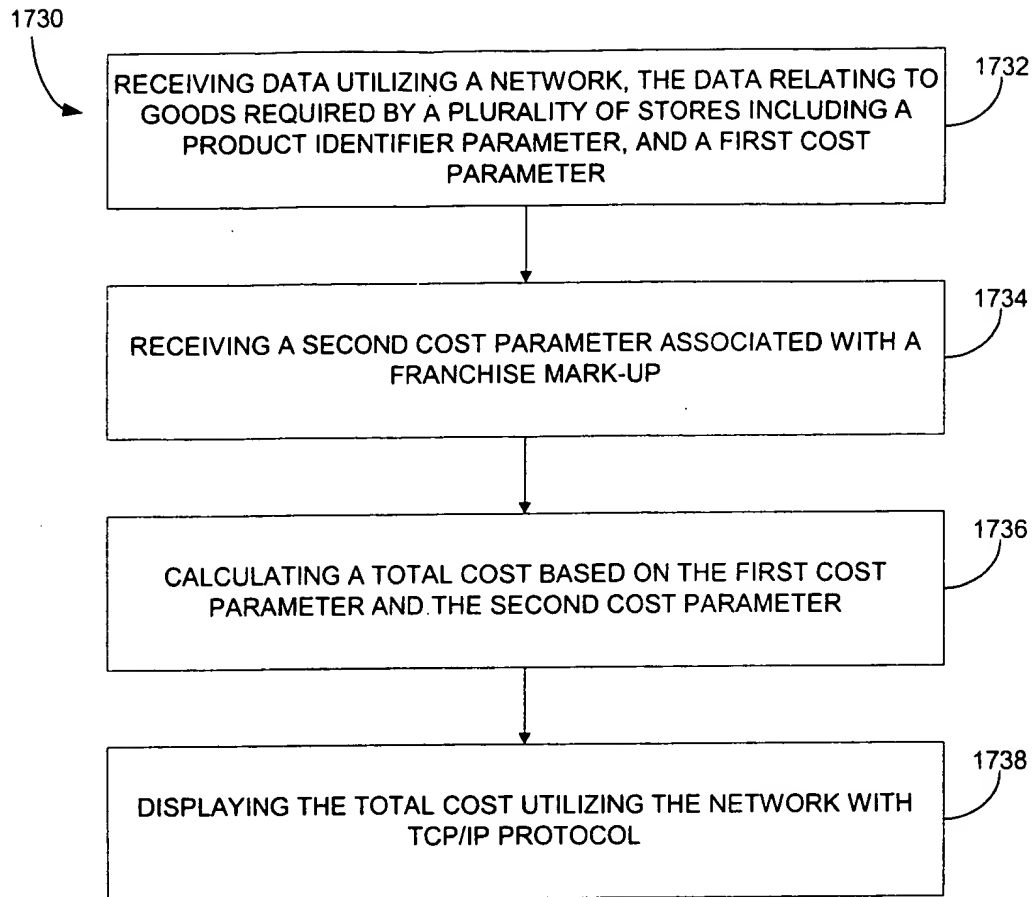 1730
RECEIVING DATA UTILIZING A NETWORK, THE DATA RELATING TO
GOODS REQUIRED BY A PLURALITY OF STORES INCLUDING A
PRODUCT IDENTIFIER PARAMETER, AND A FIRST COST
PARAMETER
1732
RECEIVING A SECOND COST PARAMETER ASSOCIATED WITH A
FRANCHISE MARK-UP
1734
CALCULATING A TOTAL COST BASED ON THE FIRST COST
PARAMETER AND THE SECOND COST PARAMETER
1736
DISPLAYING THE TOTAL COST UTILIZING THE NETWORK WITH
TCP/IP PROTOCOL
1738